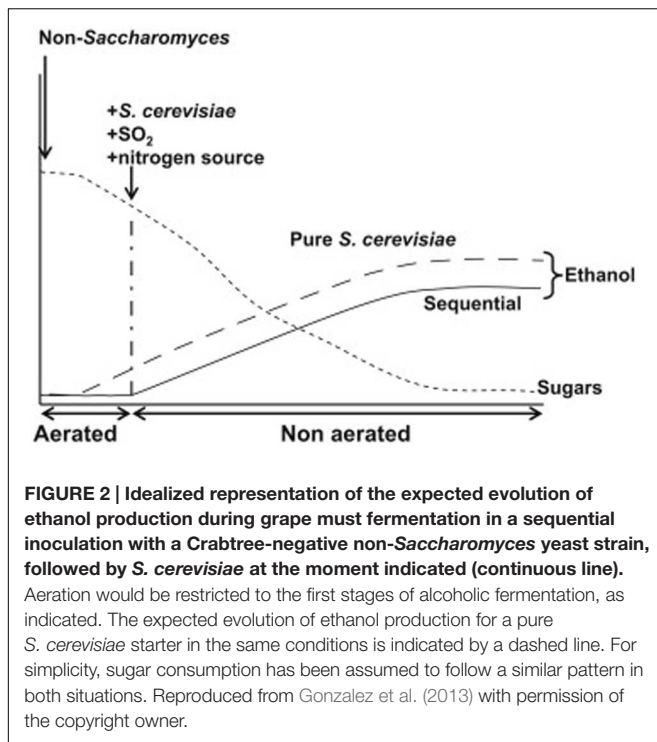 Non-Saccharomyces
+S. cerevisiae
+SO₂
+nitrogen source
Pure S. cerevisiae
Ethanol
Sequential
Sugars
Aerated
Non aerated
FIGURE 2 | Idealized representation of the expected evolution of
ethanol production during grape must fermentation in a sequential
inoculation with a Crabtree-negative non-Saccharomyces yeast strain,
followed by S. cerevisiae at the moment indicated (continuous line).
Aeration would be restricted to the first stages of alcoholic fermentation, as
indicated. The expected evolution of ethanol production for a pure
S. cerevisiae starter in the same conditions is indicated by a dashed line. For
simplicity, sugar consumption has been assumed to follow a similar pattern in
both situations. Reproduced from Gonzalez et al. (2013) with permission of
the copyright owner.